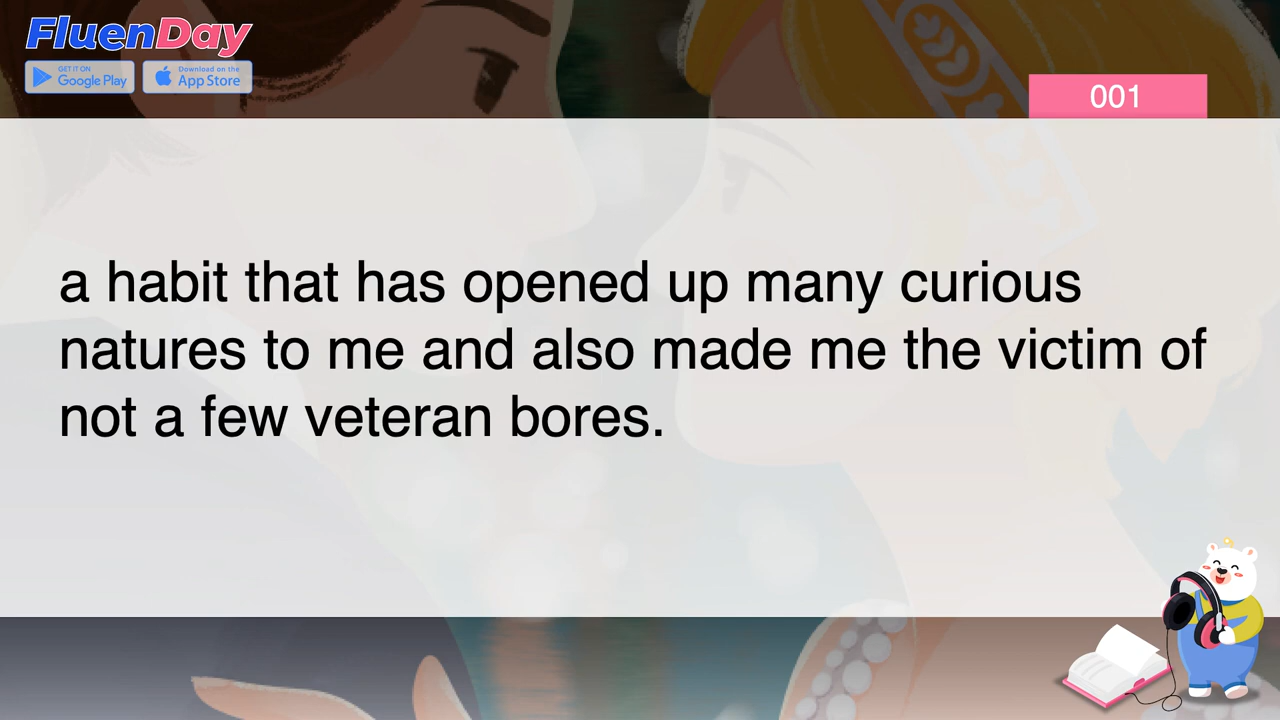 FluenDay
GET IT ON
Google Play
Download on the
App Store
001
a habit that has opened up many curious
natures to me and also made me the victim of
not a few veteran bores.